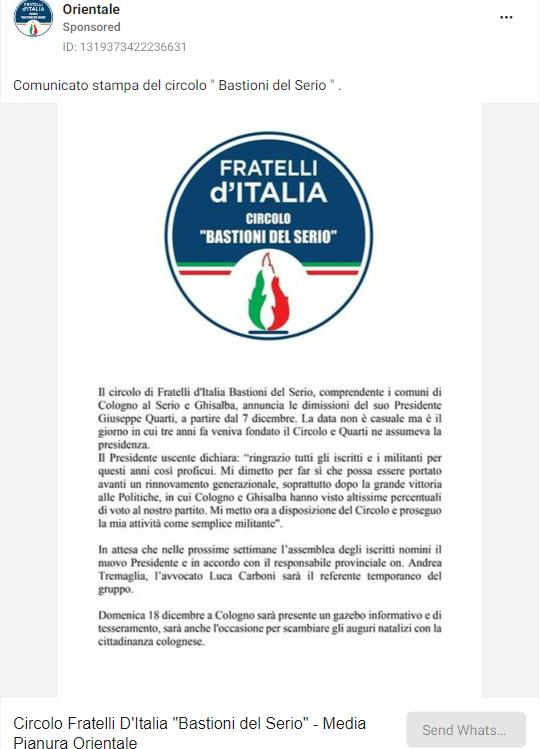 Orientale
Sponsored
ID: 1319373422236631
Comunicato stampa del circolo " Bastioni del Serio " .
FRATELLI
d'ITALIA
CIRCOLO
"BASTIONI DEL SERIO"
Il circolo di Fratelli d'Italia Bastioni del Serio, comprendente i comuni di
Cologno al Serio e Ghisalba, annuncia le dimissioni del suo Presidente
Giuseppe Quarti, a partire dal 7 dicembre. La data non è casuale ma è il
giorno in cui tre anni fa veniva fondato il Circolo e Quarti ne assumeva la
presidenza.
Il Presidente uscente dichiara: “ringrazio tutti gli iscritti e i militanti per
questi anni così proficui. Mi dimetto per far sì che possa essere portato
avanti un rinnovamento generazionale, soprattutto dopo la grande vittoria
alle Politiche, in cui Cologno e Ghisalba hanno visto altissime percentuali
di voto al nostro partito. Mi metto ora a disposizione del Circolo e proseguo
la mia attività come semplice militante".
In attesa che nelle prossime settimane l’assemblea degli iscritti nomini il
nuovo Presidente e in accordo con il responsabile provinciale on. Andrea
Tremaglia, l’avvocato Luca Carboni sarà il referente temporaneo del
gruppo.
Domenica 18 dicembre a Cologno sarà presente un gazebo informativo e di
tesseramento, sarà anche l'occasione per scambiare gli auguri natalizi con la
cittadinanza colognese.
Circolo Fratelli D'Italia "Bastioni del Serio" - Media
Pianura Orientale
Send Whats...